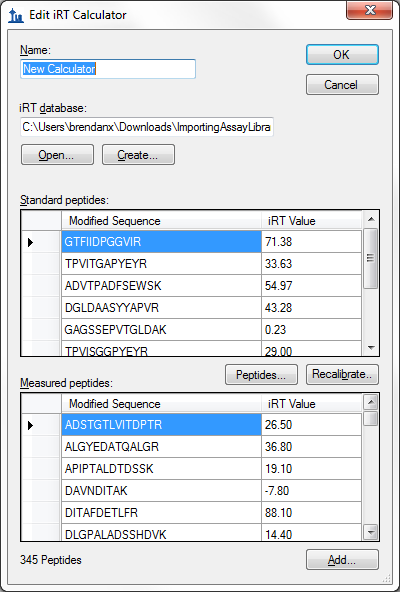 Edit iRT Calculator
Name:
OK
New Calculator
Cancel
iRT database:
C:\Users\brendanx\Downloads\ImportingAssayLibra
Open... Create...
Standard peptides:
Modified Sequence iRT Value
GTFIIDPGGVIR 71.38
TPVITGAPYEYR 33.63
ADVTPADFSEWSK 54.97
DGLDAASYYAPVR 43.28
GAGSSEPVTGLDAK 0.23
TPVISGGPYEYR 29.00
Peptides... Recalibrate..
Measured peptides:
Modified Sequence iRT Value
ADSTGTLVITDPTR 26.50
ALGYEDATQALGR 36.80
APIPTALDTDSSK 19.10
DAVNDITAK -7.80
DITAFDETLFR 88.10
DLGPALADSSHDVK 14.40
345 Peptides Add...